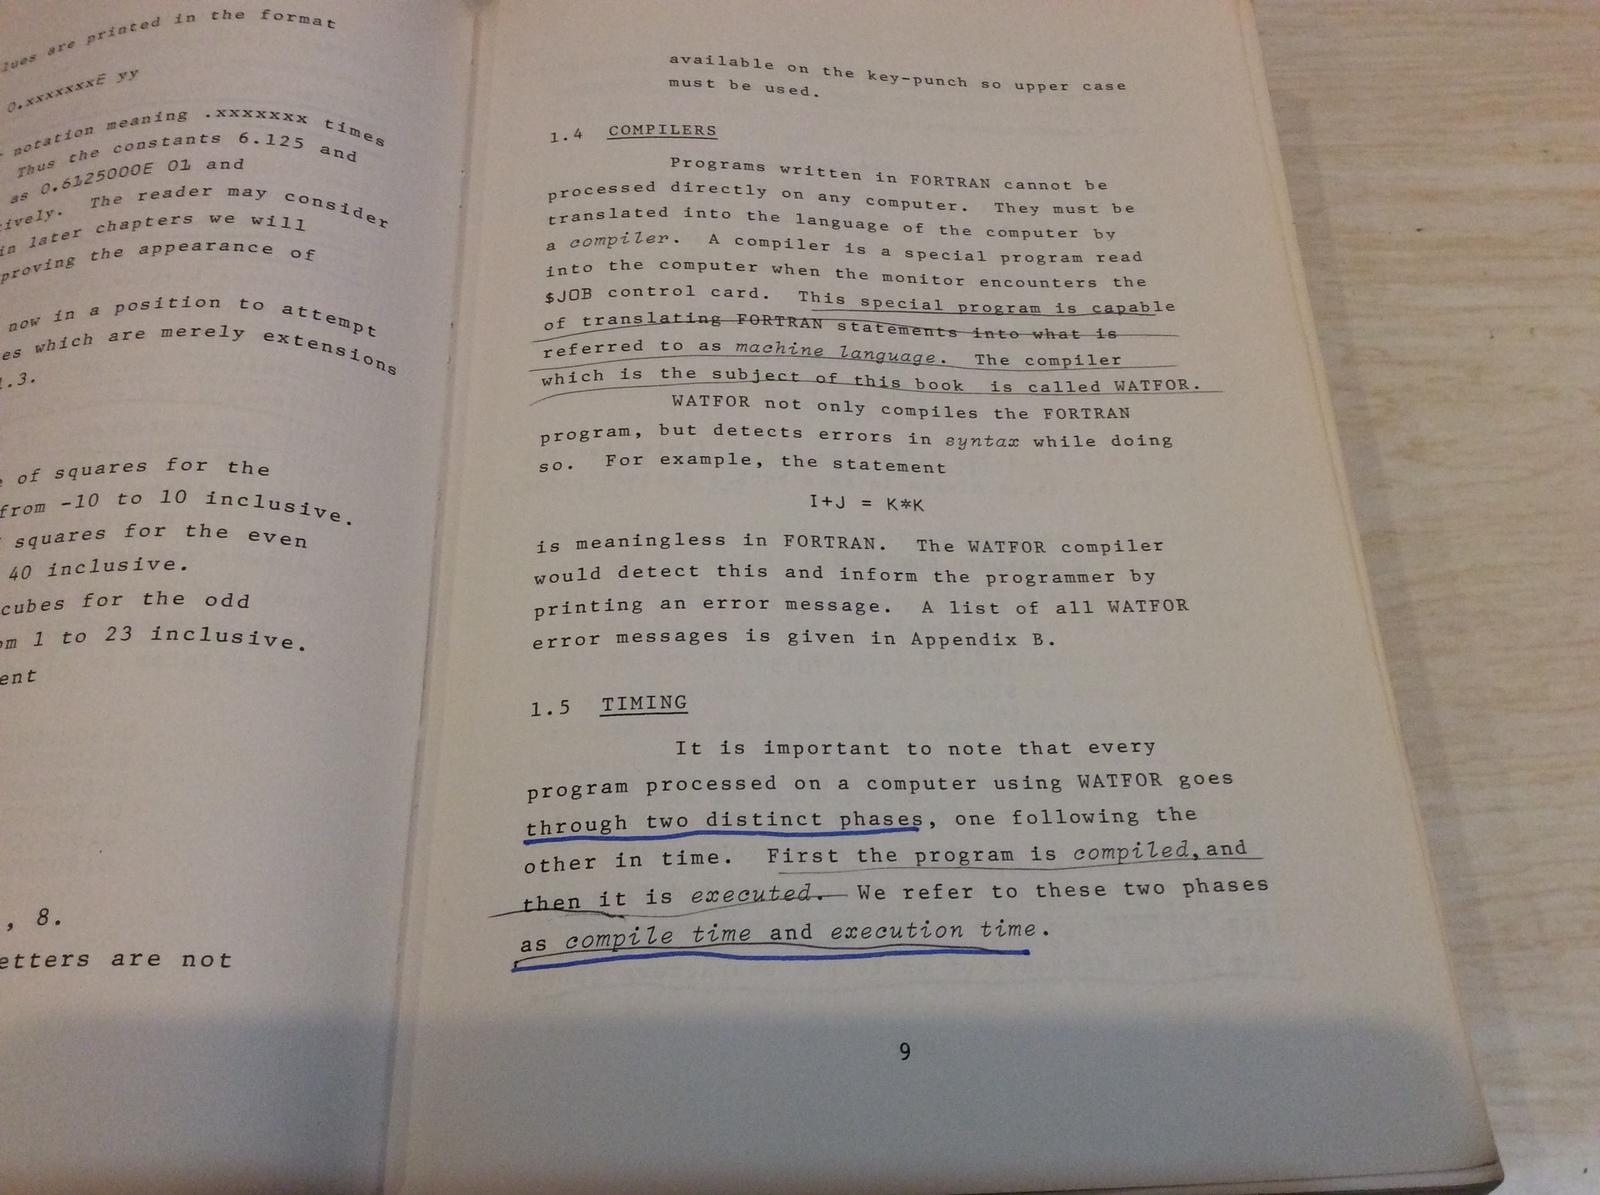 lues are printed in the format
0.xxxxxxxE yy
notation meaning .xxxxxxx times
Thus the constants 6.125 and
as 0.6125000E 01 and
tively. The reader may consider
in later chapters we will
proving the appearance of
now in a position to attempt
es which are merely extensions
1.3.
of squares for the
from -10 to 10 inclusive.
squares for the even
40 inclusive.
cubes for the odd
om 1 to 23 inclusive.
ent
, 8.
etters are not
available on the key-punch so upper case
must be used.
1.4 COMPILERS
Programs written in FORTRAN cannot be
processed directly on any computer. They must be
translated into the language of the computer by
a compiler. A compiler is a special program read
into the computer when the monitor encounters the
$JOB control card. This special program is capable
of translating FORTRAN statements into what is
referred to as machine language. The compiler
which is the subject of this book is called WATFOR.
WATFOR not only compiles the FORTRAN
program, but detects errors in syntax while doing
so. For example, the statement
I+J = K*K
is meaningless in FORTRAN. The WATFOR compiler
would detect this and inform the programmer by
printing an error message. A list of all WATFOR
error messages is given in Appendix B.
1.5 TIMING
It is important to note that every
program processed on a computer using WATFOR goes
through two distinct phases, one following the
other in time. First the program is compiled, and
then it is executed. We refer to these two phases
as compile time and execution time.
9